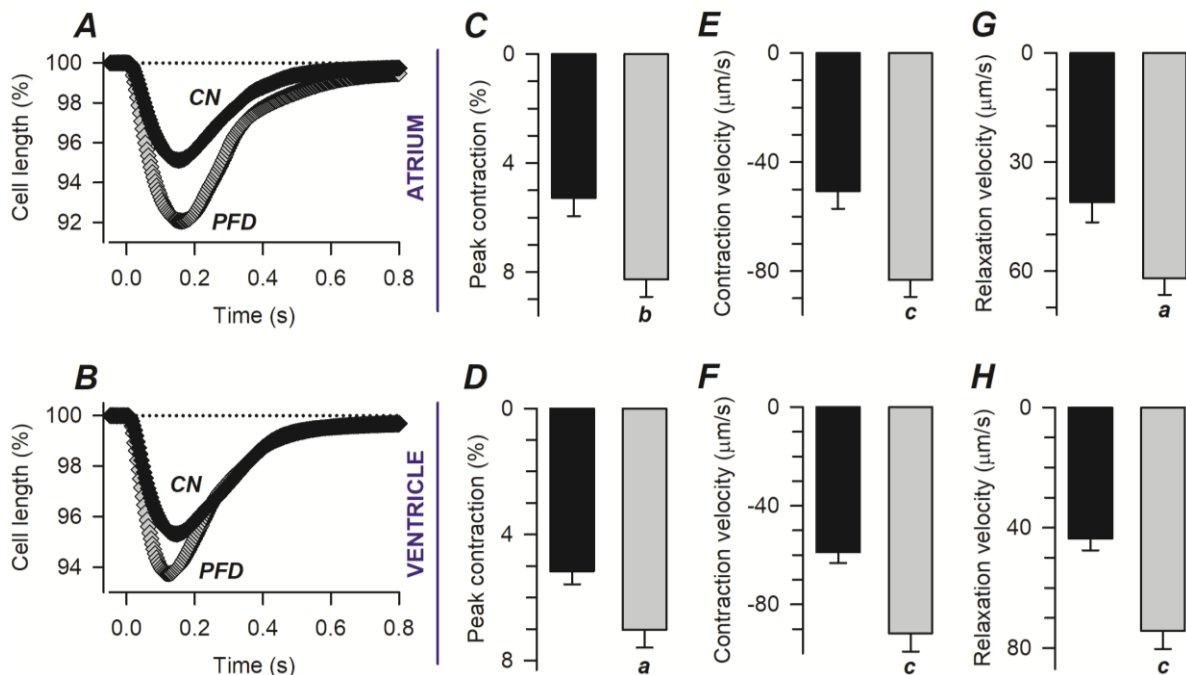 A
Cell length (%)
100
98
96
94
92
CN
PFD
0.0 0.2 0.4 0.6 0.8
Time (s)
ATRIUM
C
Peak contraction (%)
0
4
8
b
E
Contraction velocity (μm/s)
0
-40
-80
c
G
Relaxation velocity (μm/s)
0
30
60
a
B
Cell length (%)
100
98
96
94
CN
PFD
0.0 0.2 0.4 0.6 0.8
Time (s)
VENTRICLE
D
Peak contraction (%)
0
4
8
a
F
Contraction velocity (μm/s)
0
-40
-80
c
H
Relaxation velocity (μm/s)
0
40
80
c